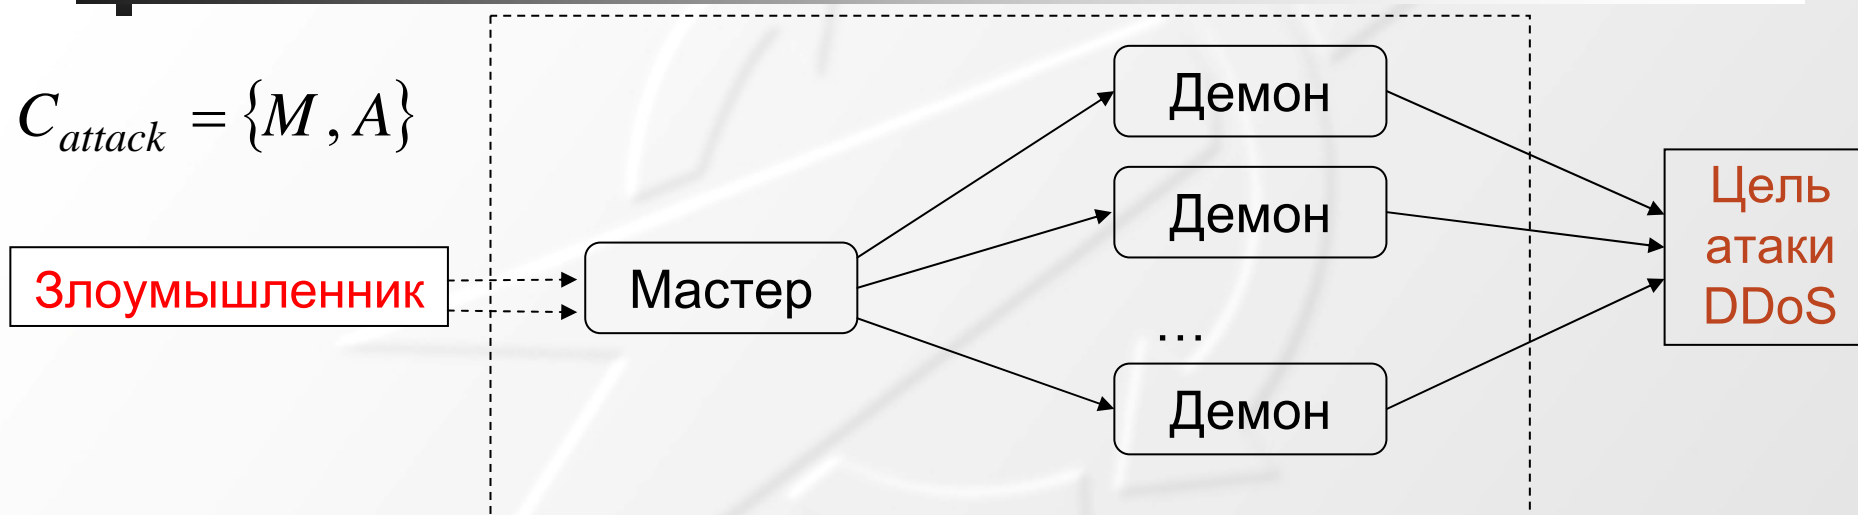 C_attack = {M, A}
Злоумышленник
Мастер
Демон
Демон
...
Демон
Цель
атаки
DDoS